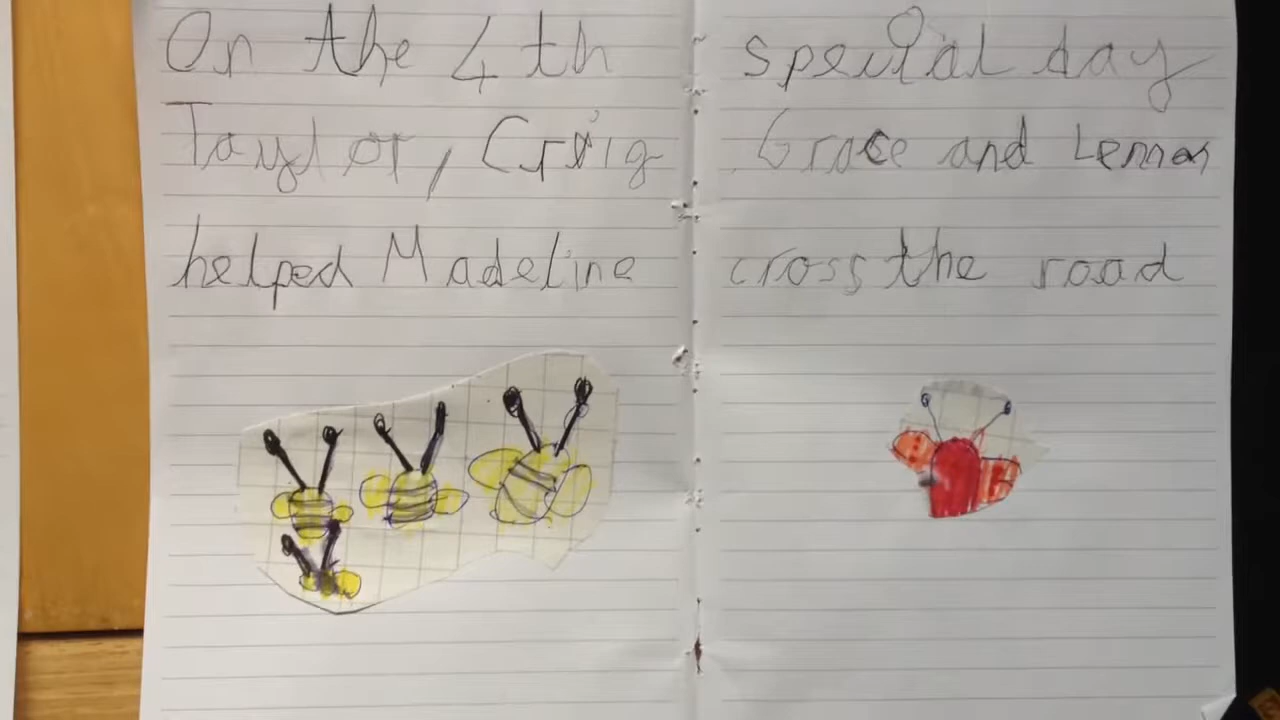 On the 4th special day
Taylor, Craig Grace and Lennon
helped Madeline cross the road